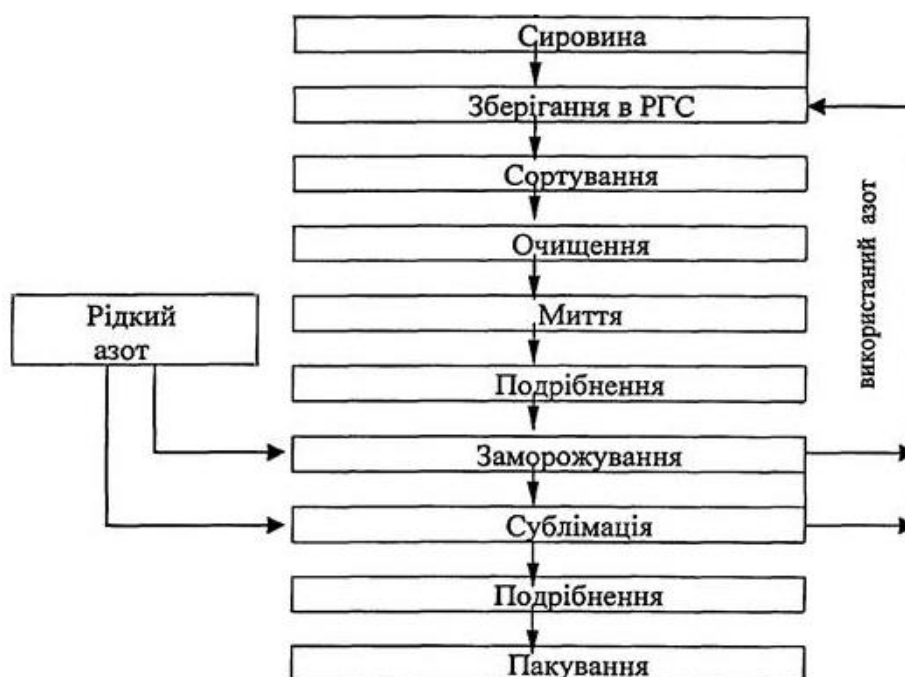 Сировина
Зберігання в РГС
Сортування
Очищення
Миття
Рідкий
азот
Подрібнення
Заморожування
Сублімація
Подрібнення
Пакування
використаний азот